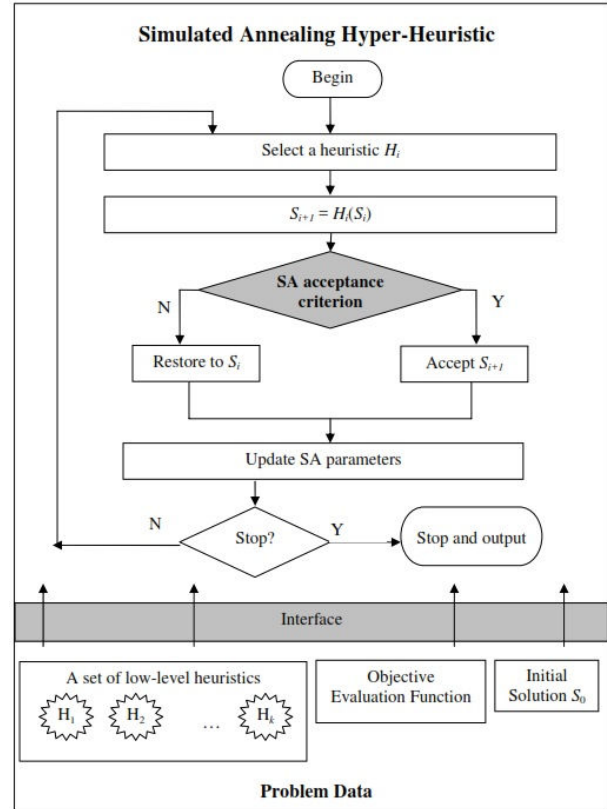 Simulated Annealing Hyper-Heuristic
Begin
Select a heuristic Hi
Si+1 = Hi(Si)
SA acceptance
criterion
N
Y
Restore to Si
Accept Si+1
Update SA parameters
N
Stop?
Y
Stop and output
Interface
A set of low-level heuristics
H1
H2
...
Hk
Objective
Evaluation Function
Initial
Solution S0
Problem Data